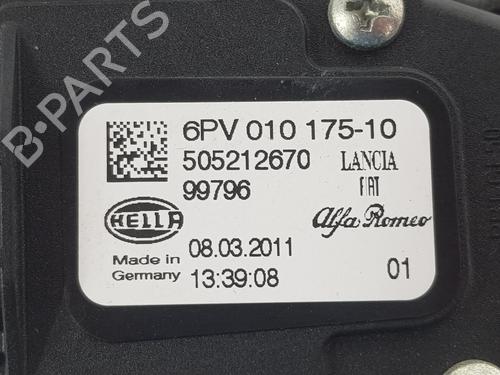 B-PARTS
6PV 010 175-10
505212670 LANCIA
99796 FIAT
HELLA Alfa Romeo
Made in Germany 08.03.2011
13:39:08 01